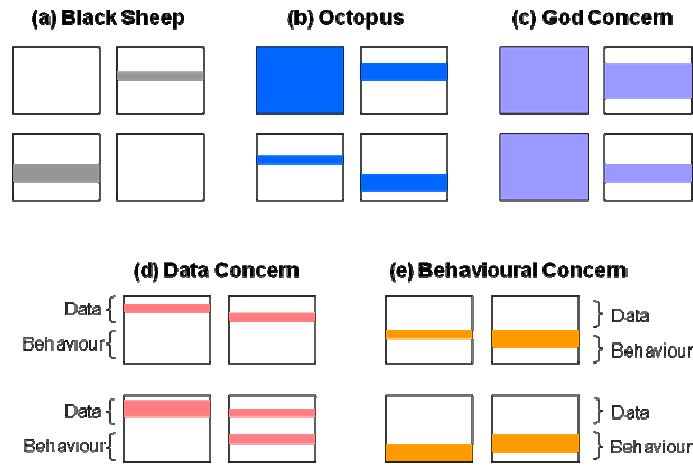 (a) Black Sheep
(b) Octopus
(c) God Concern
(d) Data Concern
(e) Behavioural Concern
Data
Behaviour
Data
Behaviour
Data
Behaviour
Data
Behaviour